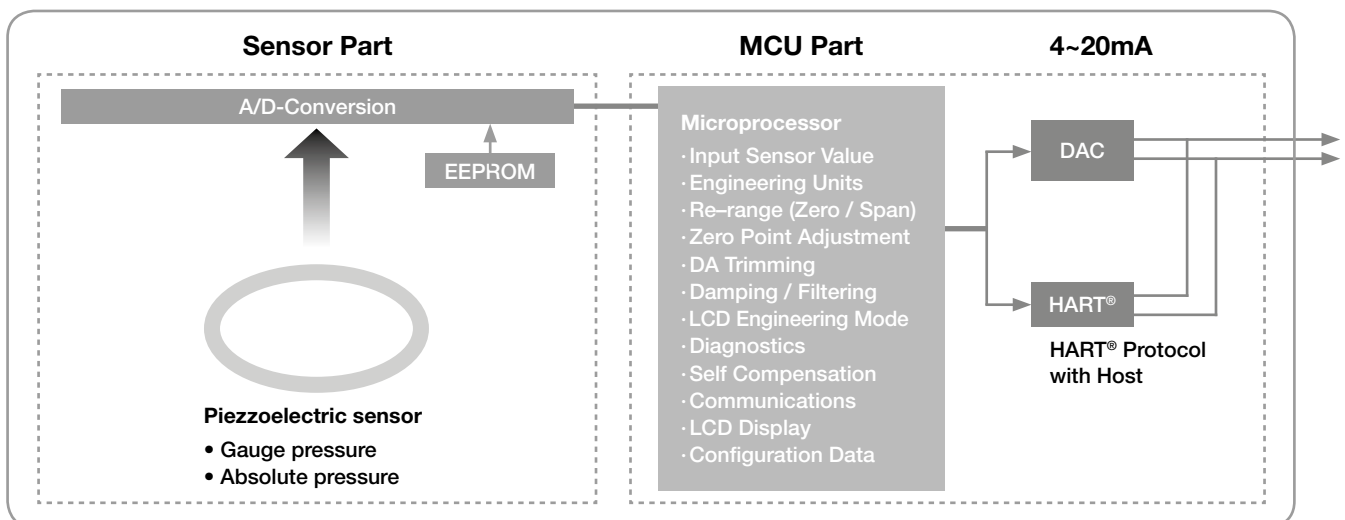 Sensor Part
MCU Part
4~20mA
A/D-Conversion
EEPROM
Piezzoelectric sensor
• Gauge pressure
• Absolute pressure
Microprocessor
·Input Sensor Value
·Engineering Units
·Re–range (Zero / Span)
·Zero Point Adjustment
·DA Trimming
·Damping / Filtering
·LCD Engineering Mode
·Diagnostics
·Self Compensation
·Communications
·LCD Display
·Configuration Data
DAC
HART®
HART® Protocol
with Host